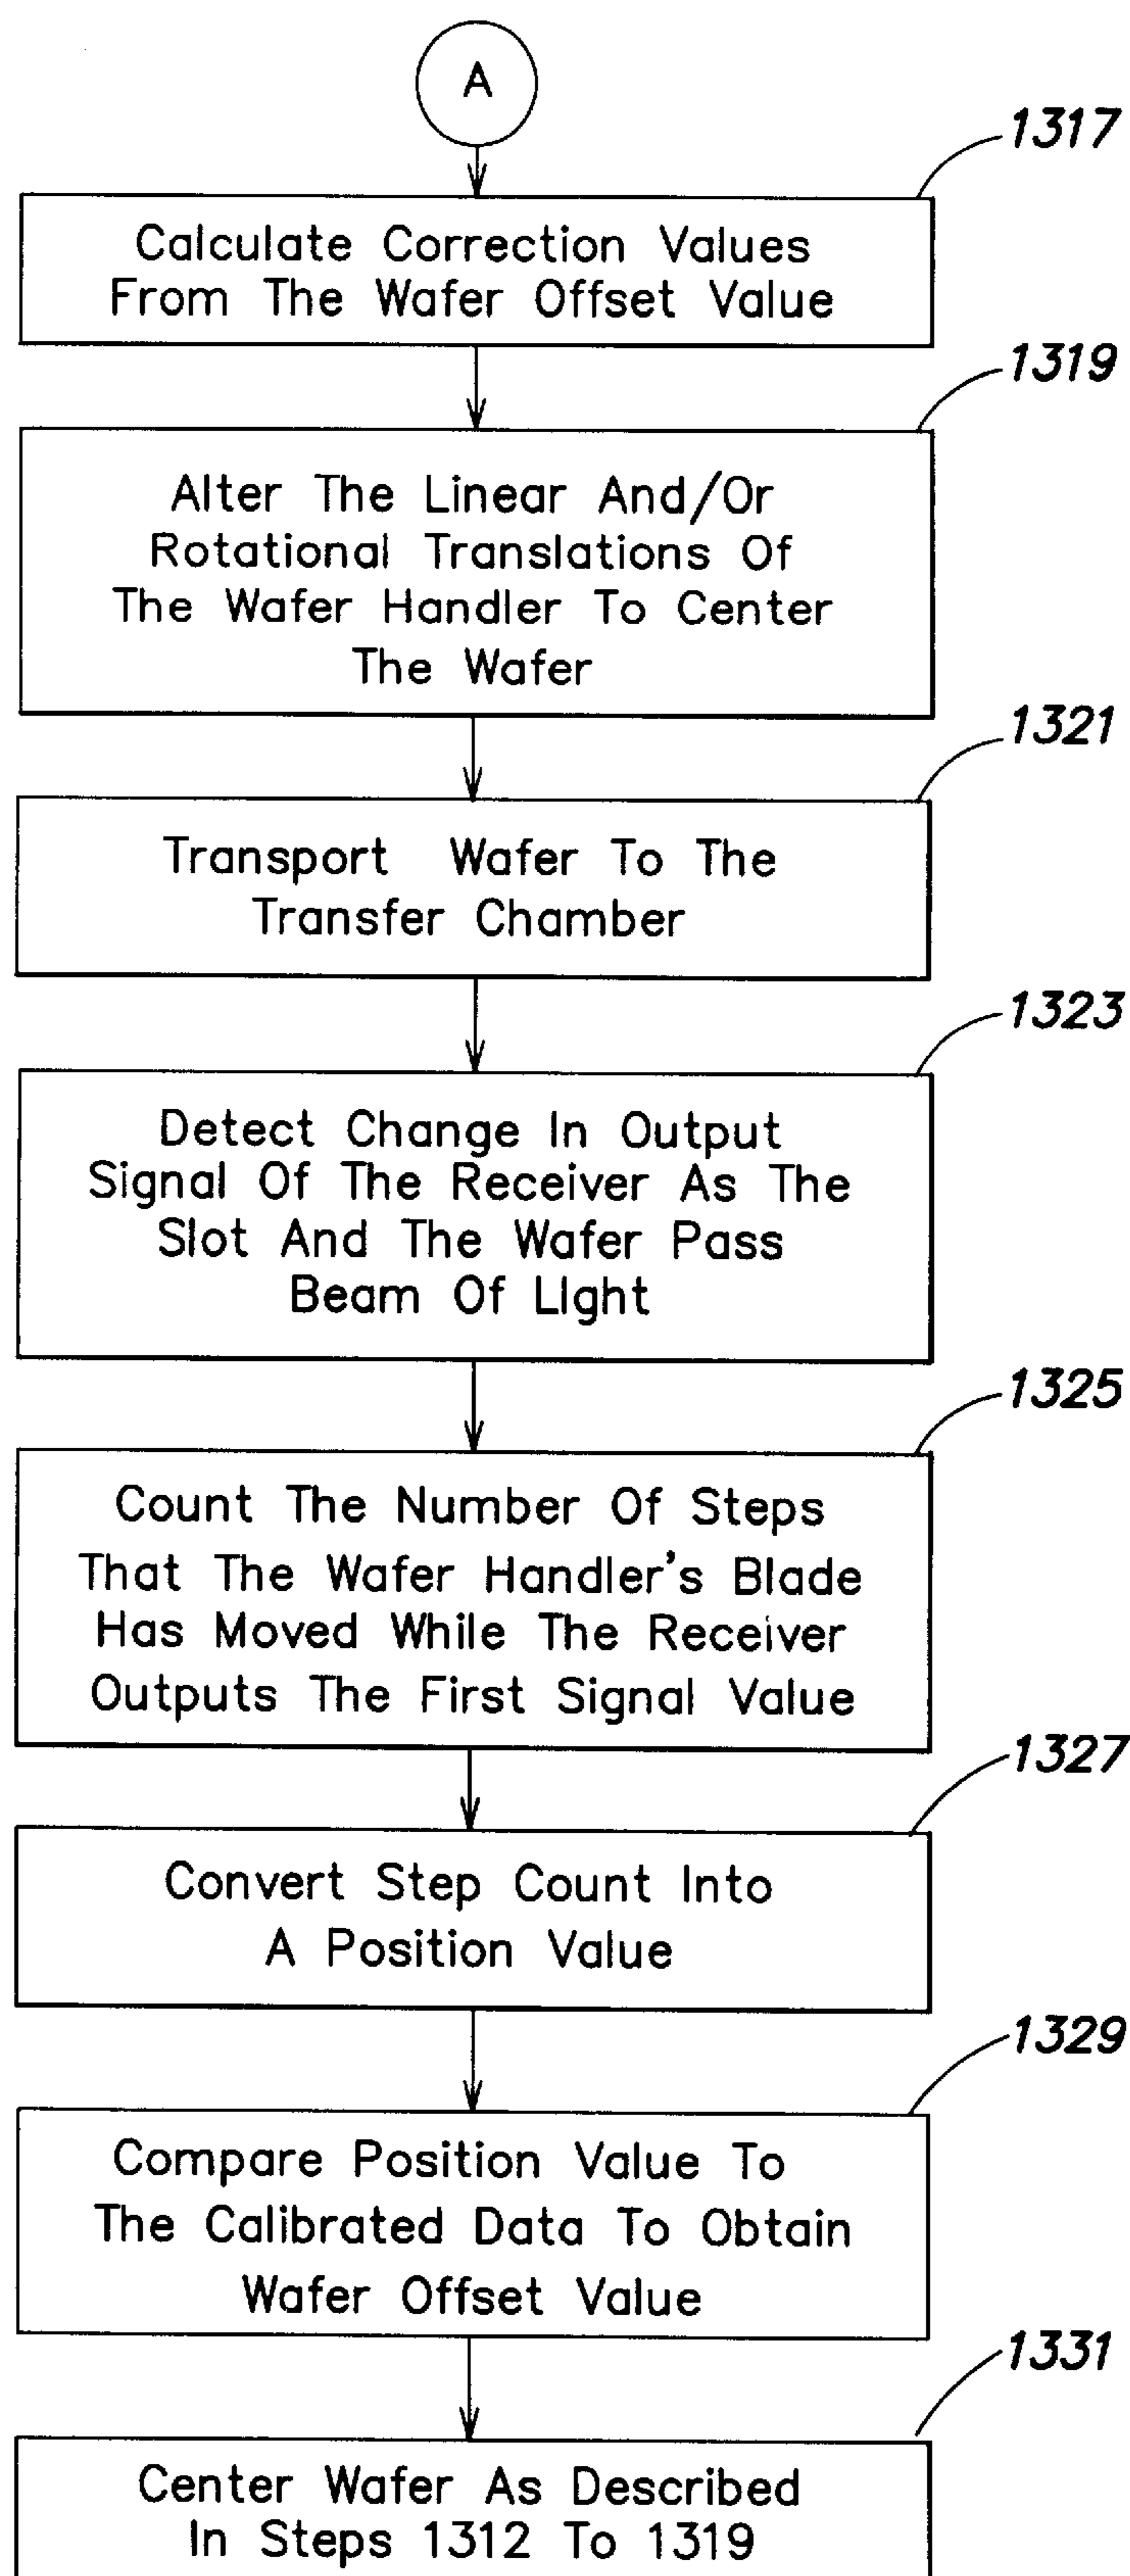 A
1317
Calculate Correction Values
From The Wafer Offset Value
1319
Alter The Linear And/Or
Rotational Translations Of
The Wafer Handler To Center
The Wafer
1321
Transport Wafer To The
Transfer Chamber
1323
Detect Change In Output
Signal Of The Receiver As The
Slot And The Wafer Pass
Beam Of LIght
1325
Count The Number Of Steps
That The Wafer Handler's Blade
Has Moved While The Receiver
Outputs The First Signal Value
1327
Convert Step Count Into
A Position Value
1329
Compare Position Value To
The Calibrated Data To Obtain
Wafer Offset Value
1331
Center Wafer As Described
In Steps 1312 To 1319